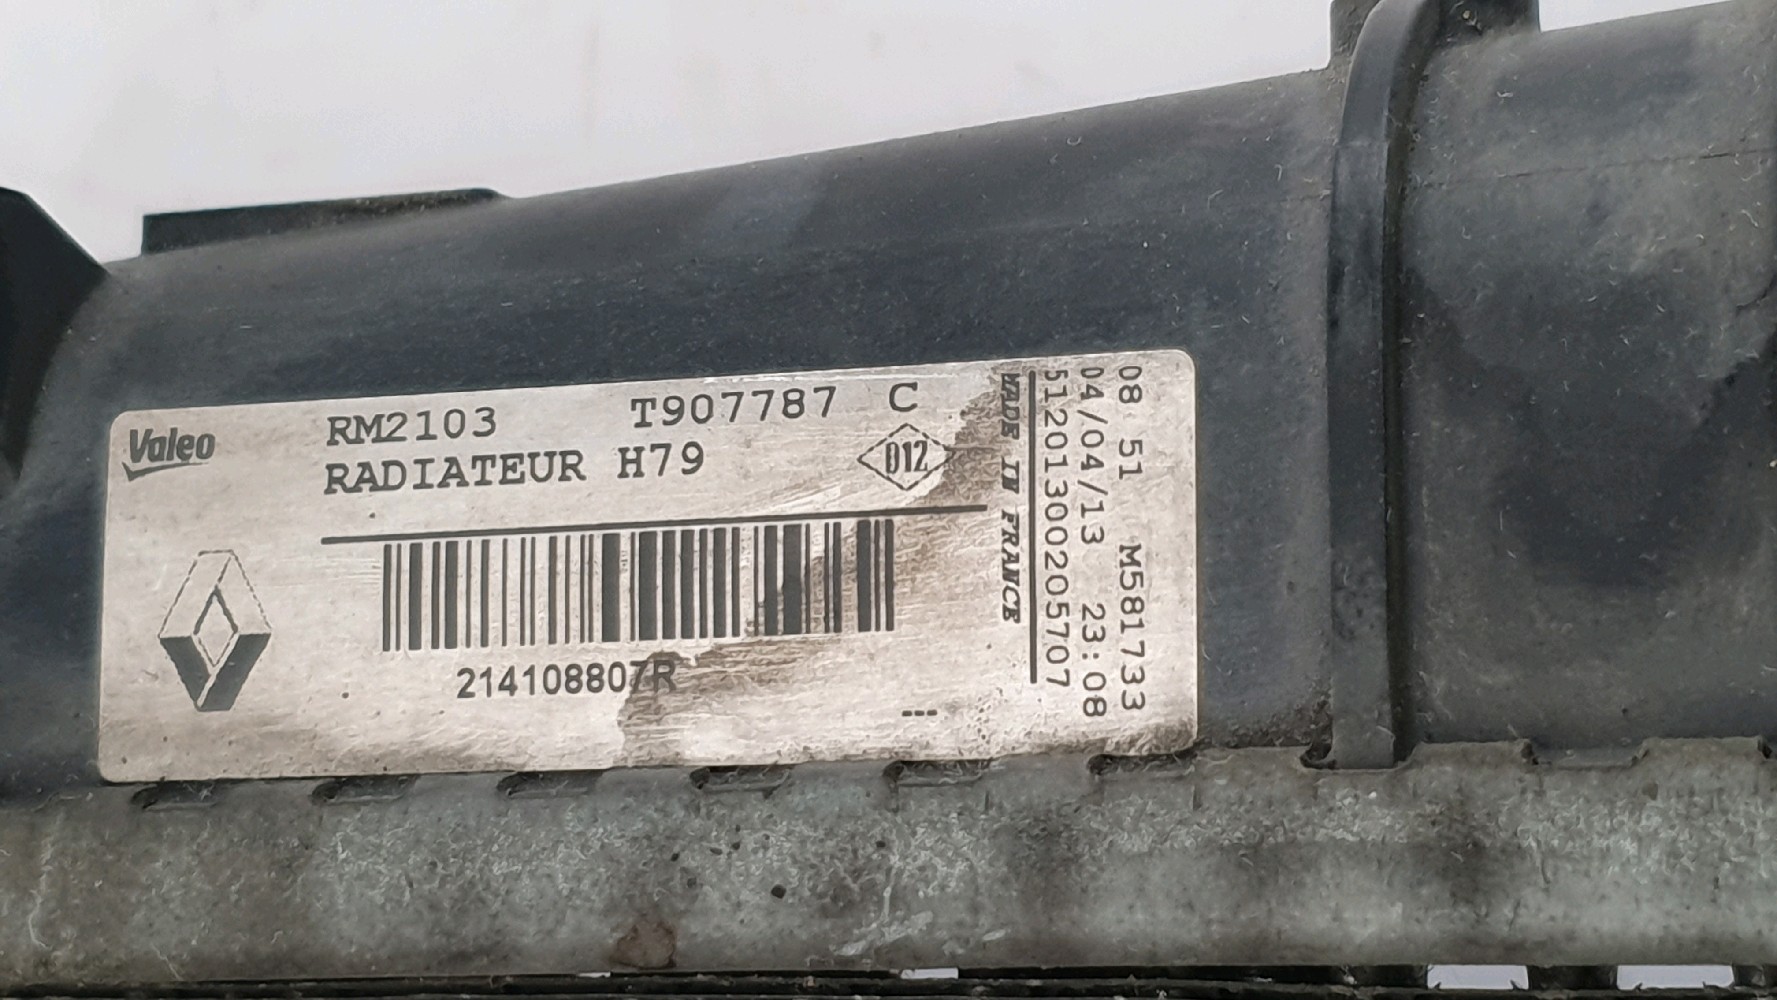 Valeo
RM2103 T907787 C
RADIATEUR H79
D12
214108807R
---
MADE IN FRANCE
51201300205707
04/04/13 23:08
08 51 M581733